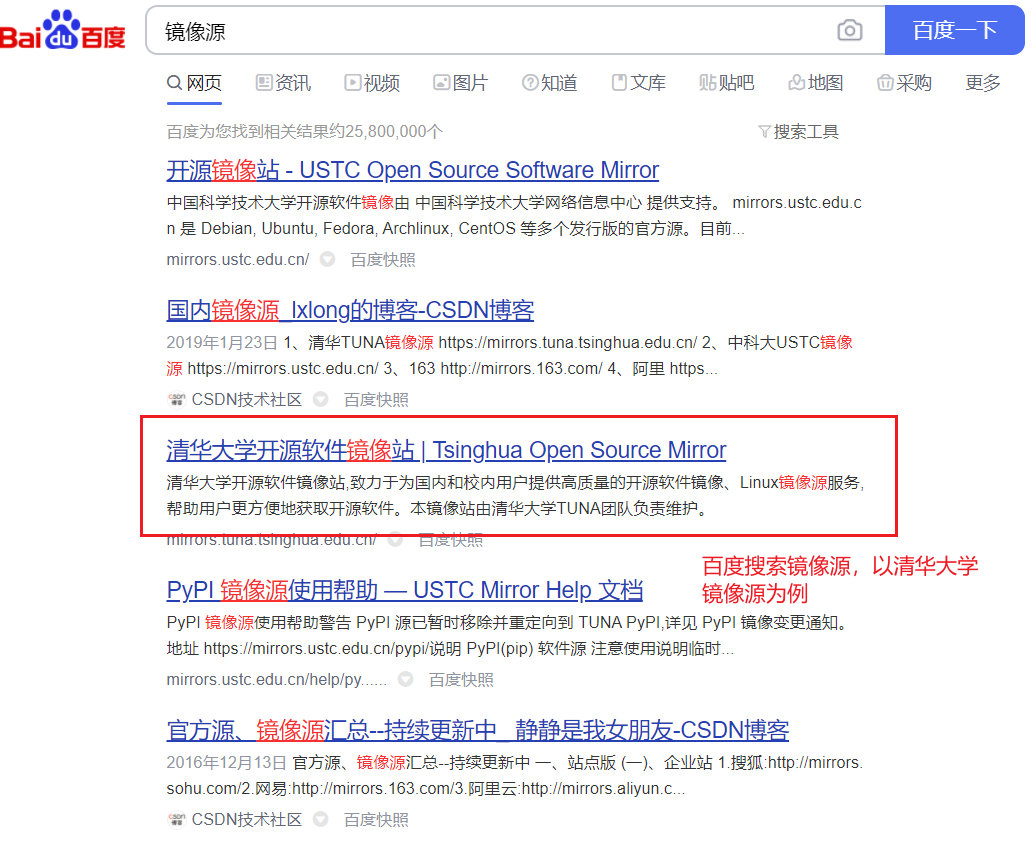 Bai du 百度
镜像源
百度一下
网页 资讯 视频 图片 知道 文库 贴吧 地图 采购 更多
百度为您找到相关结果约25,800,000个 搜索工具
开源镜像站 - USTC Open Source Software Mirror
中国科学技术大学开源软件镜像由 中国科学技术大学网络信息中心 提供支持。 mirrors.ustc.edu.c
n 是 Debian, Ubuntu, Fedora, Archlinux, CentOS 等多个发行版的官方源。目前...
mirrors.ustc.edu.cn/ 百度快照
国内镜像源_lxlong的博客-CSDN博客
2019年1月23日 1、清华TUNA镜像源 https://mirrors.tuna.tsinghua.edu.cn/ 2、中科大USTC镜像
源 https://mirrors.ustc.edu.cn/ 3、163 http://mirrors.163.com/ 4、阿里 https...
CSDN技术社区 百度快照
清华大学开源软件镜像站 | Tsinghua Open Source Mirror
清华大学开源软件镜像站,致力于为国内和校内用户提供高质量的开源软件镜像、Linux镜像源服务,
帮助用户更方便地获取开源软件。本镜像站由清华大学TUNA团队负责维护。
mirrors.tuna.tsinghua.edu.cn/ 百度快照
百度搜索镜像源，以清华大学
镜像源为例
PyPI 镜像源使用帮助 — USTC Mirror Help 文档
PyPI 镜像源使用帮助警告 PyPI 源已暂时移除并重定向到 TUNA PyPI,详见 PyPI 镜像变更通知。
地址 https://mirrors.ustc.edu.cn/pypi/说明 PyPI(pip) 软件源 注意使用说明临时...
mirrors.ustc.edu.cn/help/py...... 百度快照
官方源、镜像源汇总--持续更新中_ 静静是我女朋友-CSDN博客
2016年12月13日 官方源、镜像源汇总--持续更新中 一、站点版 (一)、企业站 1.搜狐:http://mirrors.
sohu.com/2.网易:http://mirrors.163.com/3.阿里云:http://mirrors.aliyun.c...
CSDN技术社区 百度快照